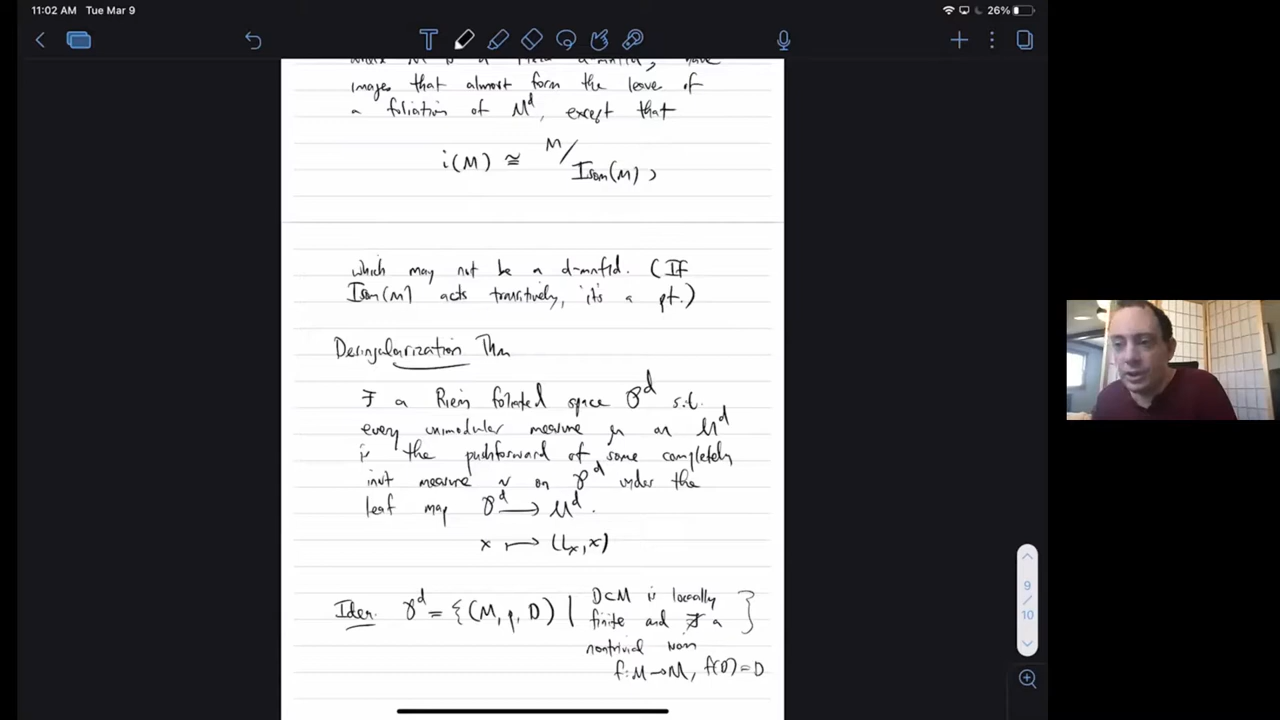 11:02 AM Tue Mar 9
26%
images that almost form the leave of
a foliation of M^d, except that
i(M) ≅ M/Isom(M),
which may not be a d-mnfld. (If
Isom(M) acts transitively, it's a pt.)
Desingularization Thm
∃ a Riem foliated space P^d s.t.
every unimodular measure μ on M^d
is the pushforward of some completely
invt measure ν on P^d under the
leaf map P^d → M^d.
x ↦ (L_x, x)
Idea: P^d = {(M, p, D) | D⊂M is locally
finite and ∄ a
nontrivial isom
f: M → M, f(D) = D }
9 / 10